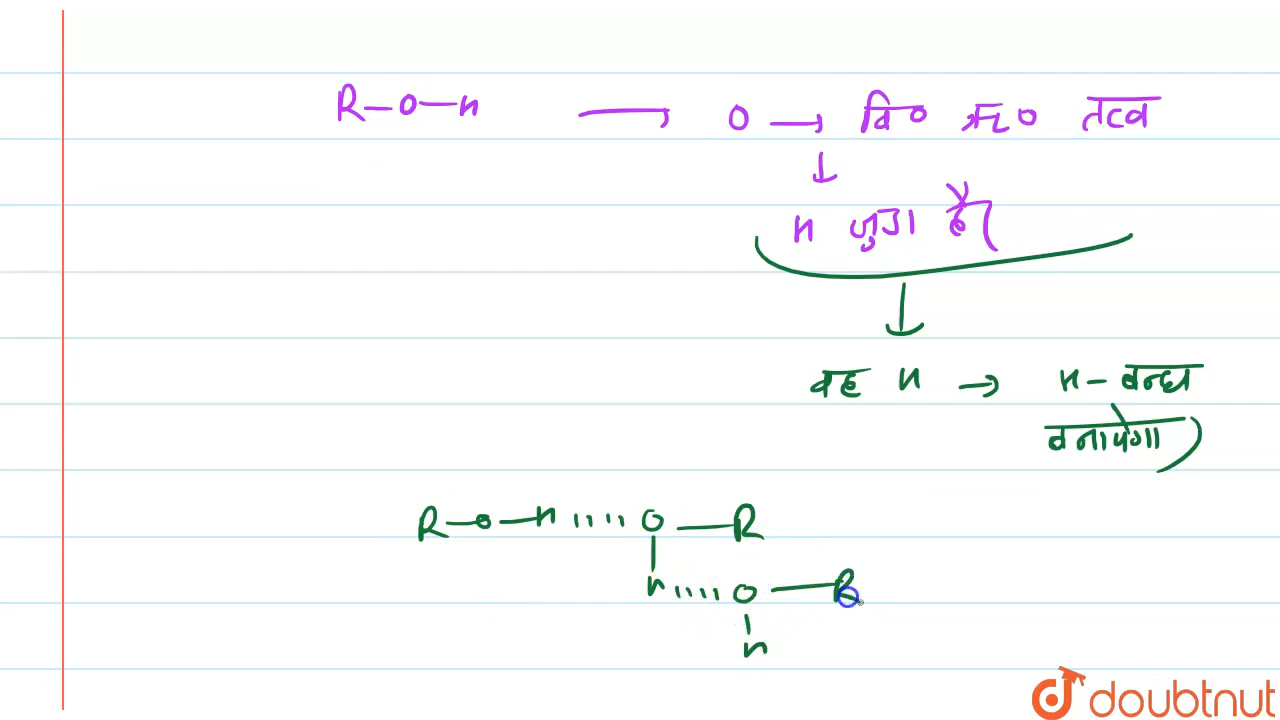 R—O—H → O → वि० ऋ० तत्व
↓
H जुडा है।
↓
वह H → H- बन्ध
बनायेगा
R—O—H ..... O—R
|
H ..... O—R
|
H
doubtnut